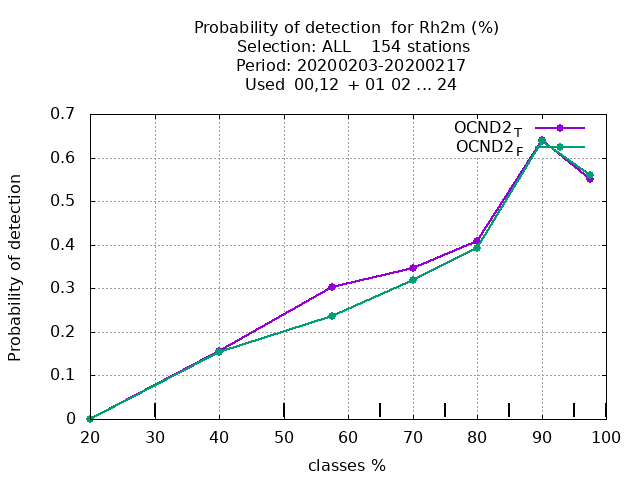 Probability of detection  for Rh2m (%)
Selection: ALL    154 stations
Period: 20200203-20200217
Used  00,12  + 01 02 ... 24
OCND2T
OCND2F
Probability of detection
0.7
0.6
0.5
0.4
0.3
0.2
0.1
0
20 30 40 50 60 70 80 90 100
classes %